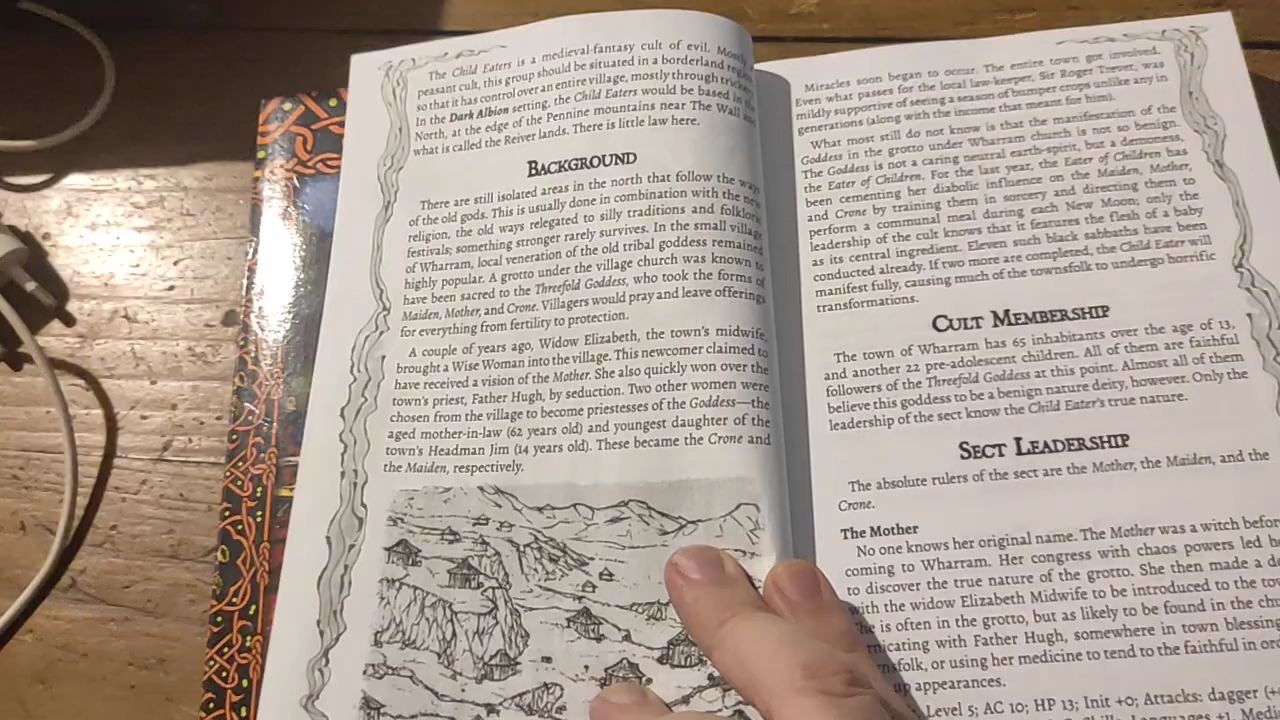 The Child Eaters is a medieval-fantasy cult of evil. Mostly
peasant cult, this group should be situated in a borderland
so that it has control over an entire village, mostly through
In the Dark Albion setting, the Child Eaters would be based in
North, at the edge of the Pennine mountains near The Wall and
what is called the Reiver lands. There is little law here.
BACKGROUND
There are still isolated areas in the north that follow the ways
of the old gods. This is usually done in combination with the new
religion, the old ways relegated to silly traditions and folklore
festivals; something stronger rarely survives. In the small village
of Wharram, local veneration of the old tribal goddess remained
highly popular. A grotto under the village church was known to
have been sacred to the Threefold Goddess, who took the forms of
Maiden, Mother, and Crone. Villagers would pray and leave offerings
for everything from fertility to protection.
A couple of years ago, Widow Elizabeth, the town's midwife,
brought a Wise Woman into the village. This newcomer claimed to
have received a vision of the Mother. She also quickly won over the
town's priest, Father Hugh, by seduction. Two other women were
chosen from the village to become priestesses of the Goddess—the
aged mother-in-law (62 years old) and youngest daughter of the
town's Headman Jim (14 years old). These became the Crone and
the Maiden, respectively.
Miracles soon began to occur. The entire town got involved.
Even what passes for the local law-keeper, Sir Roger Trevet, was
mildly supportive of seeing a season of bumper crops unlike any in
generations (along with the income that meant for him).
What most still do not know is that the manifestation of the
Goddess in the grotto under Wharram church is not so benign.
The Goddess is not a caring neutral earth-spirit, but a demoness,
the Eater of Children. For the last year, the Eater of Children has
been cementing her diabolic influence on the Maiden, Mother,
and Crone by training them in sorcery and directing them to
perform a communal meal during each New Moon; only the
leadership of the cult knows that it features the flesh of a baby
as its central ingredient. Eleven such black sabbaths have been
conducted already. If two more are completed, the Child Eater will
manifest fully, causing much of the townsfolk to undergo horrific
transformations.
CULT MEMBERSHIP
The town of Wharram has 65 inhabitants over the age of 13,
and another 22 pre-adolescent children. All of them are faithful
followers of the Threefold Goddess at this point. Almost all of them
believe this goddess to be a benign nature deity, however. Only the
leadership of the sect know the Child Eater's true nature.
SECT LEADERSHIP
The absolute rulers of the sect are the Mother, the Maiden, and the
Crone.
The Mother
No one knows her original name. The Mother was a witch before
coming to Wharram. Her congress with chaos powers led
to discover the true nature of the grotto. She then made a
with the widow Elizabeth Midwife to be introduced to the
is often in the grotto, but as likely to be found in the
with Father Hugh, somewhere in town blessing
or using her medicine to tend to the faithful in
up appearances.
Level 5; AC 10; HP 13; Init +0; Attacks: dagger